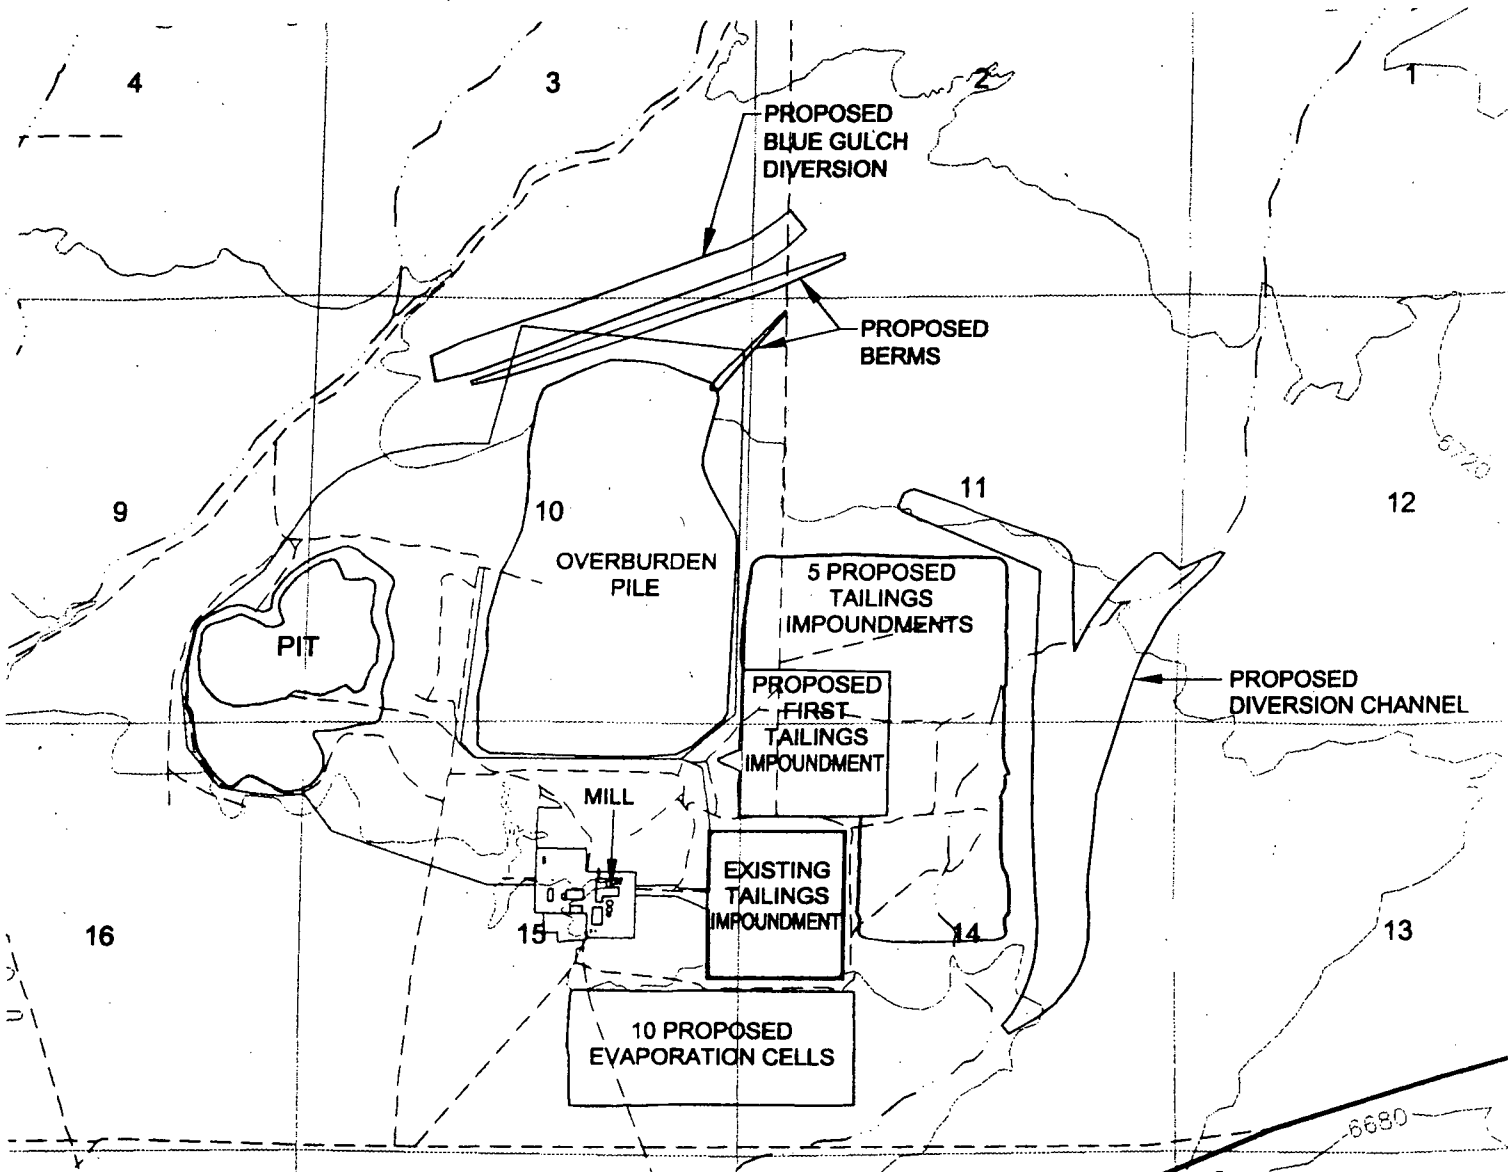 4
3
2
1
PROPOSED
BLUE GULCH
DIVERSION
PROPOSED
BERMS
6720
9
10
11
12
OVERBURDEN
PILE
5 PROPOSED
TAILINGS
IMPOUNDMENTS
PIT
PROPOSED
FIRST
TAILINGS
IMPOUNDMENT
PROPOSED
DIVERSION CHANNEL
MILL
EXISTING
TAILINGS
IMPOUNDMENT
16
15
14
13
10 PROPOSED
EVAPORATION CELLS
6680